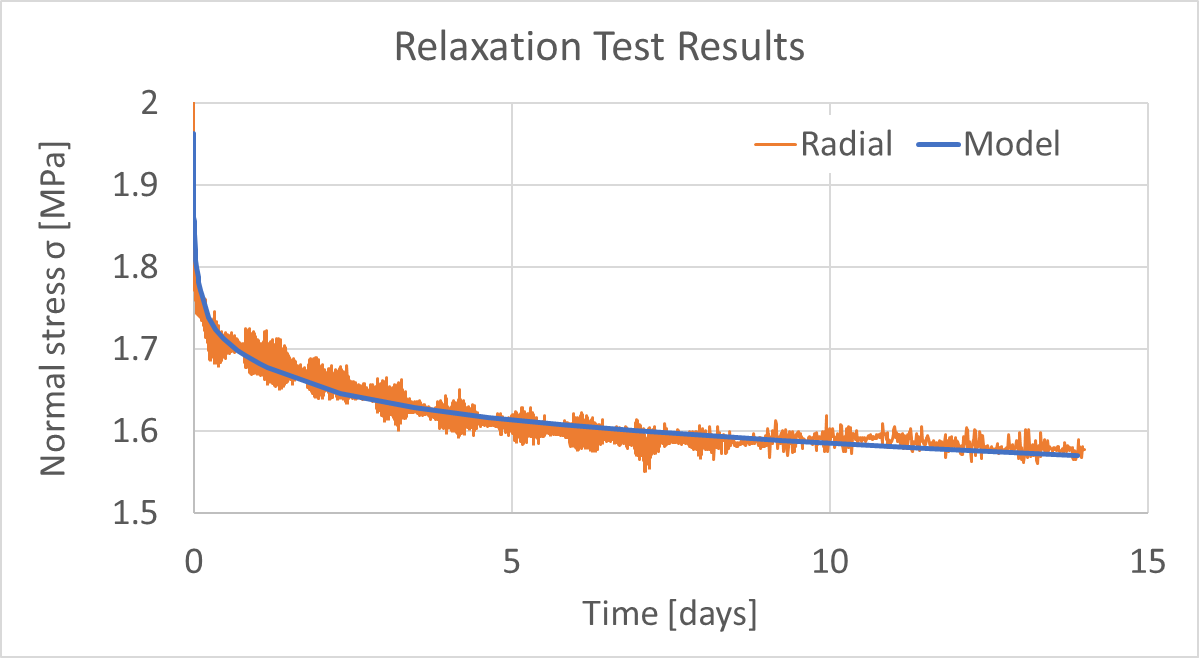 Relaxation Test Results
Radial Model
Normal stress σ [MPa]
2
1.9
1.8
1.7
1.6
1.5
0 5 10 15
Time [days]